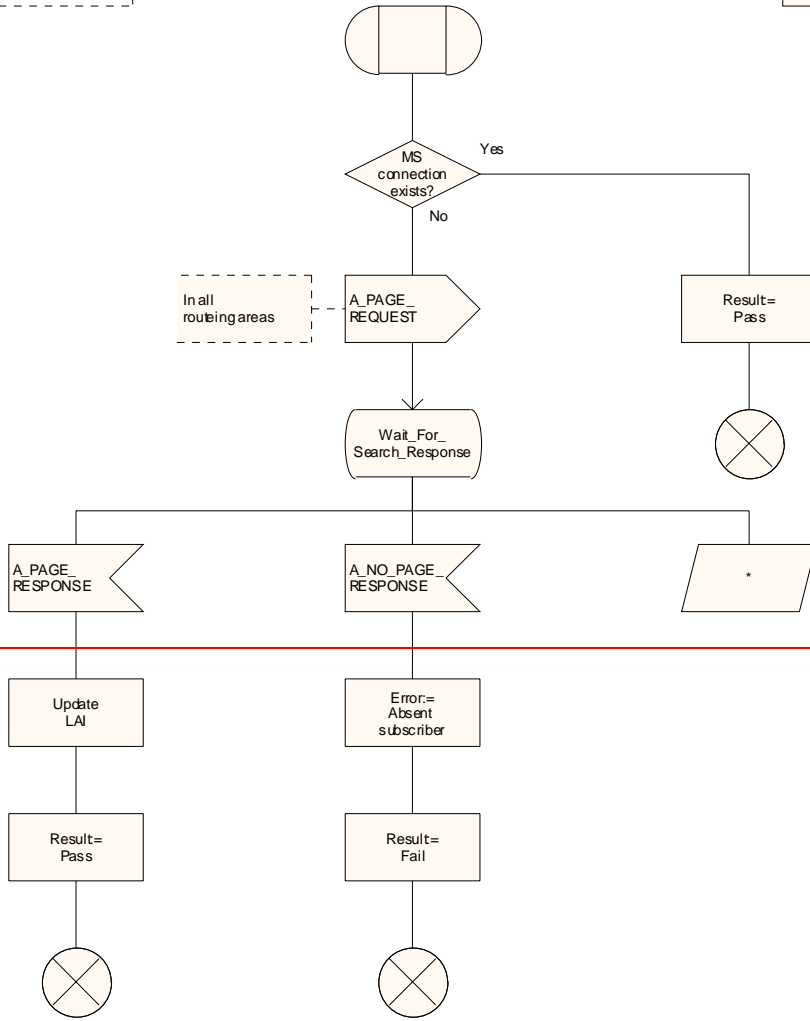 Yes
MS
connection
exists?
No
In all
routeing areas
A_PAGE_
REQUEST
Result=
Pass
Wait_For_
Search_Response
A_PAGE_
RESPONSE
A_NO_PAGE_
RESPONSE
*
Update
LAI
Error:=
Absent
subscriber
Result=
Pass
Result=
Fail